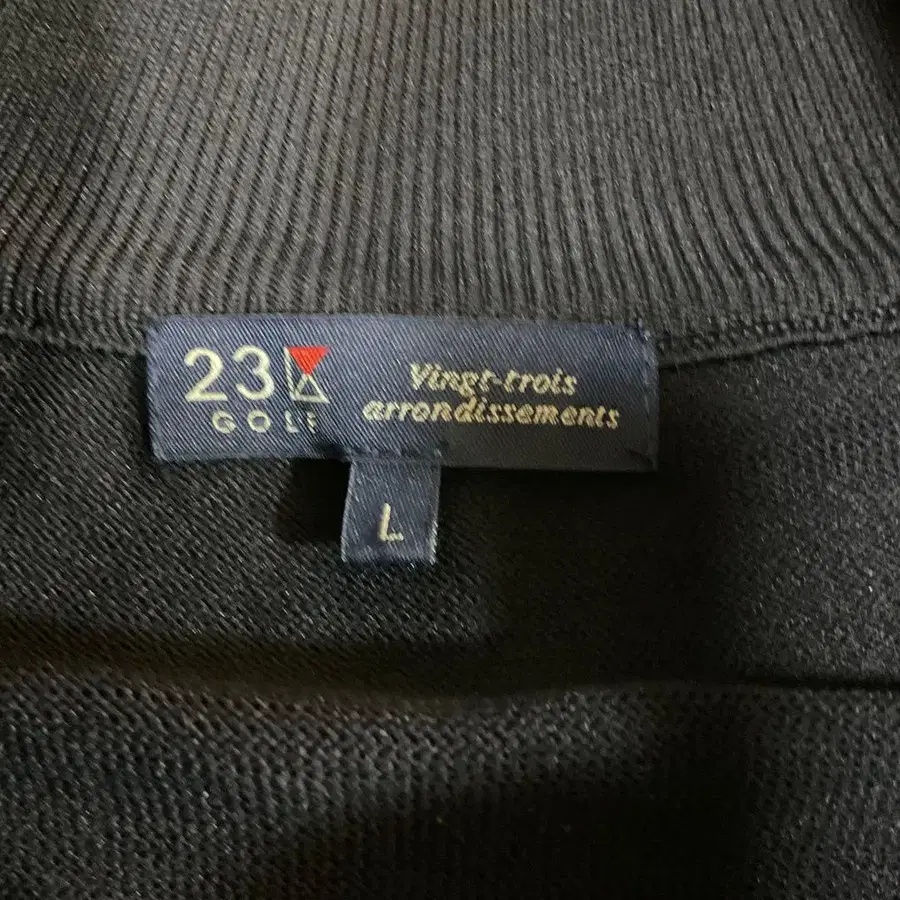 23
GOLF
Vingt-trois
arrondissements
L